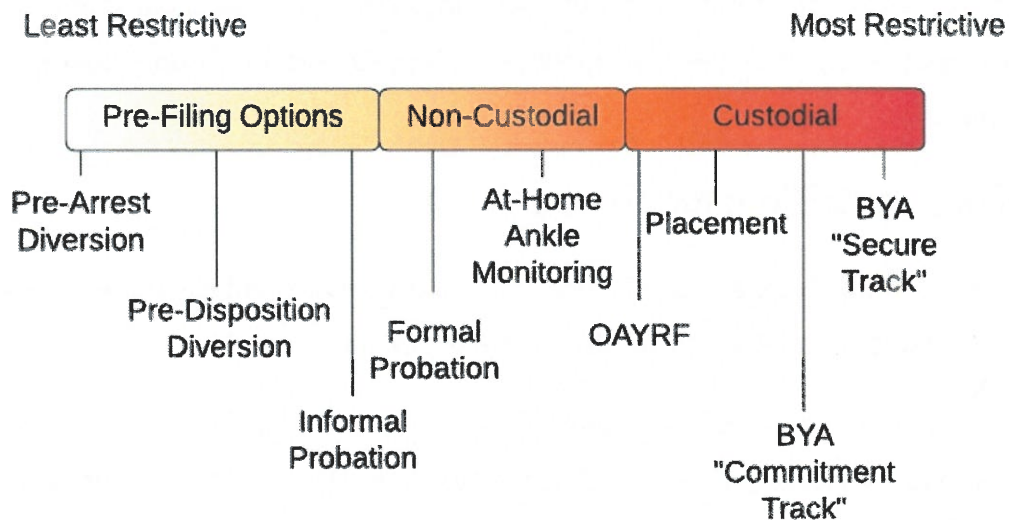 Least Restrictive
Most Restrictive
Pre-Filing Options
Non-Custodial
Custodial
Pre-Arrest
Diversion
Pre-Disposition
Diversion
Informal
Probation
Formal
Probation
At-Home
Ankle
Monitoring
OAYRF
Placement
BYA
"Commitment
Track"
BYA
"Secure
Track"